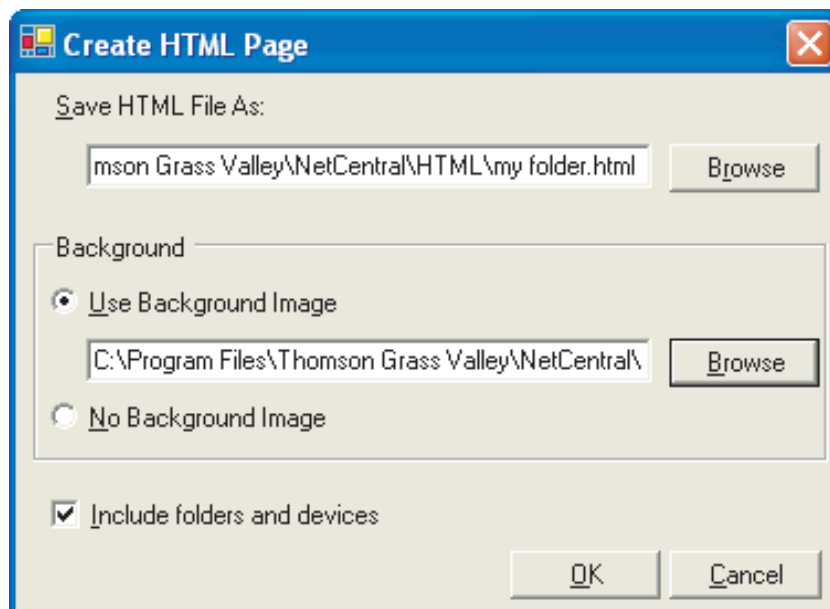 Create HTML Page
Save HTML File As:
mson Grass Valley\NetCentral\HTML\my folder.html
Browse
Background
Use Background Image
C:\Program Files\Thomson Grass Valley\NetCentral\
Browse
No Background Image
Include folders and devices
OK
Cancel